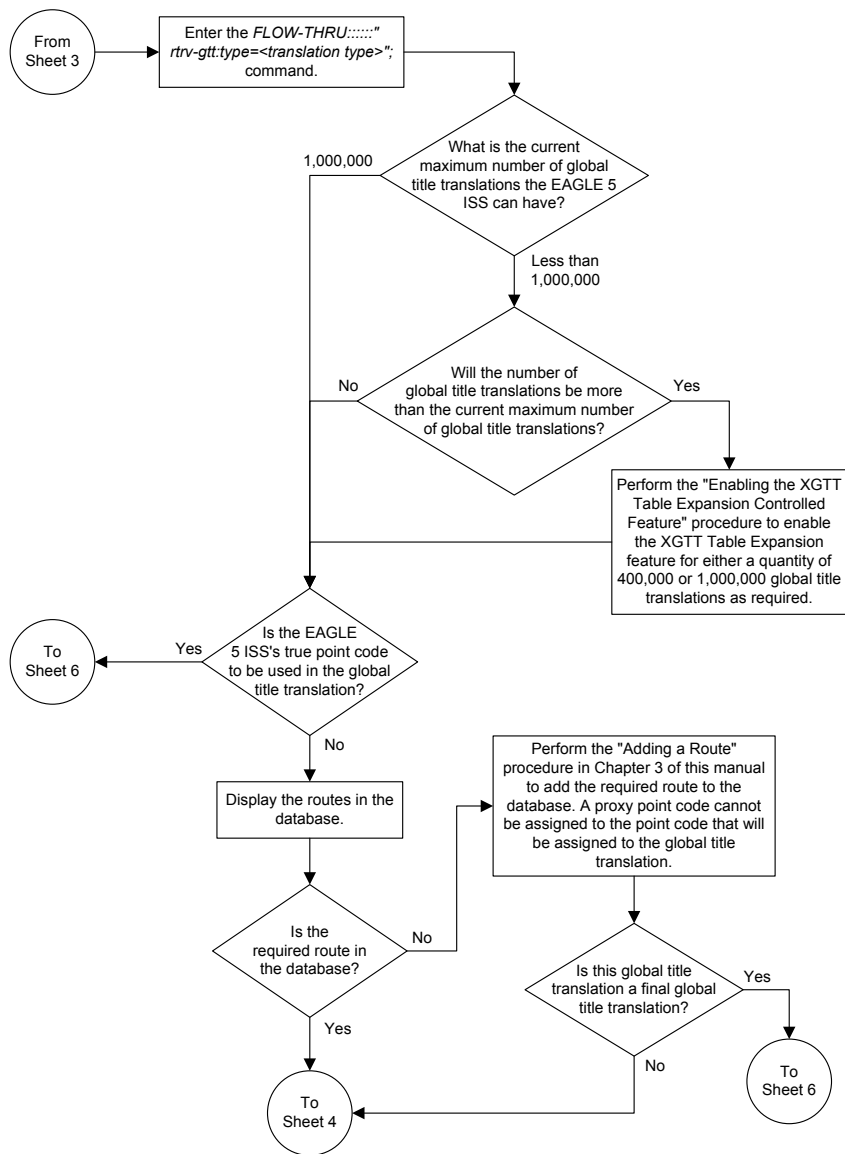 From
Sheet 3
Enter the FLOW-THRU::::::"
rtrv-gtt:type=<translation type>";
command.
What is the current
maximum number of global
title translations the EAGLE 5
ISS can have?
1,000,000
Less than
1,000,000
Will the number of
global title translations be more
than the current maximum number
of global title translations?
No
Yes
Perform the "Enabling the XGTT
Table Expansion Controlled
Feature" procedure to enable
the XGTT Table Expansion
feature for either a quantity of
400,000 or 1,000,000 global title
translations as required.
Is the EAGLE
5 ISS's true point code
to be used in the global
title translation?
Yes
To
Sheet 6
No
Display the routes in the
database.
Perform the "Adding a Route"
procedure in Chapter 3 of this manual
to add the required route to the
database. A proxy point code cannot
be assigned to the point code that will
be assigned to the global title
translation.
Is the
required route in
the database?
No
Yes
Is this global title
translation a final global
title translation?
Yes
No
To
Sheet 4
To
Sheet 6